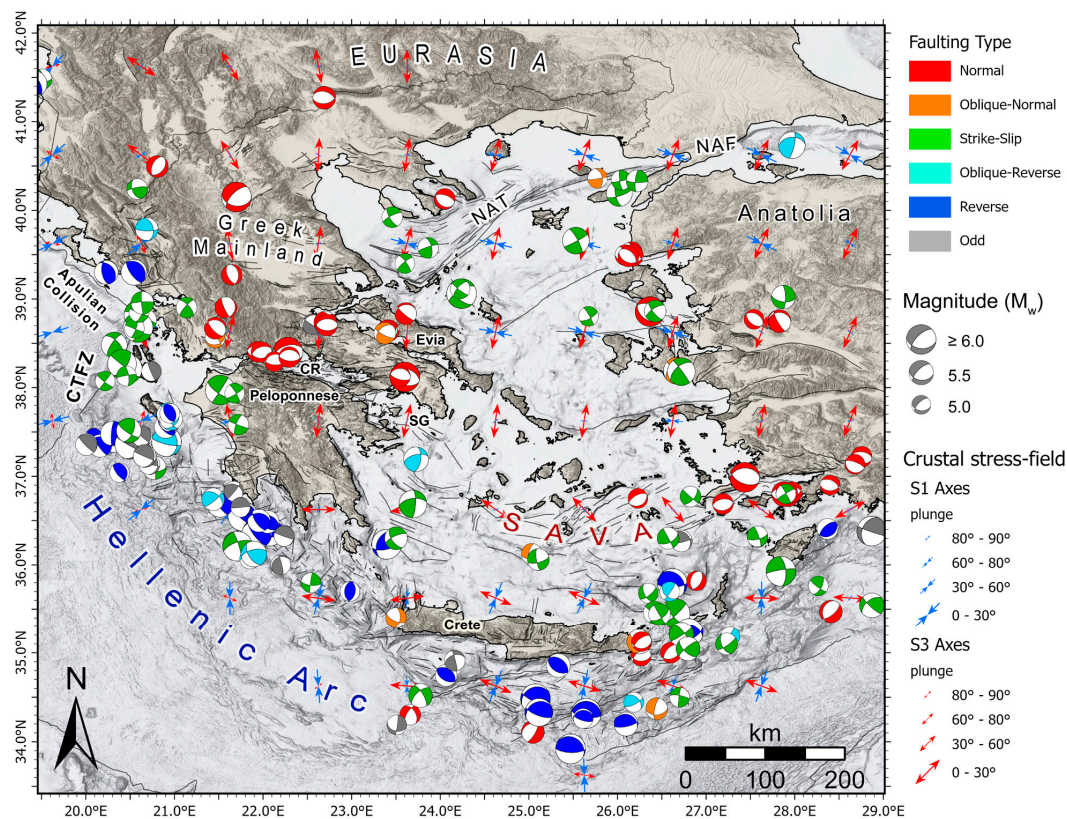 42.0°N
41.0°N
40.0°N
39.0°N
38.0°N
37.0°N
36.0°N
35.0°N
34.0°N
EURASIA
NAF
NAT
Anatolia
Greek
Mainland
Apulian
Collision
CTFZ
Evia
CR
Peloponnese
SG
SAVA
Hellenic Arc
Crete
N
km
0 100 200
20.0°E 21.0°E 22.0°E 23.0°E 24.0°E 25.0°E 26.0°E 27.0°E 28.0°E 29.0°E
Faulting Type
Normal
Oblique-Normal
Strike-Slip
Oblique-Reverse
Reverse
Odd
Magnitude (Mw)
≥ 6.0
5.5
5.0
Crustal stress-field
S1 Axes
plunge
80° - 90°
60° - 80°
30° - 60°
0 - 30°
S3 Axes
plunge
80° - 90°
60° - 80°
30° - 60°
0 - 30°